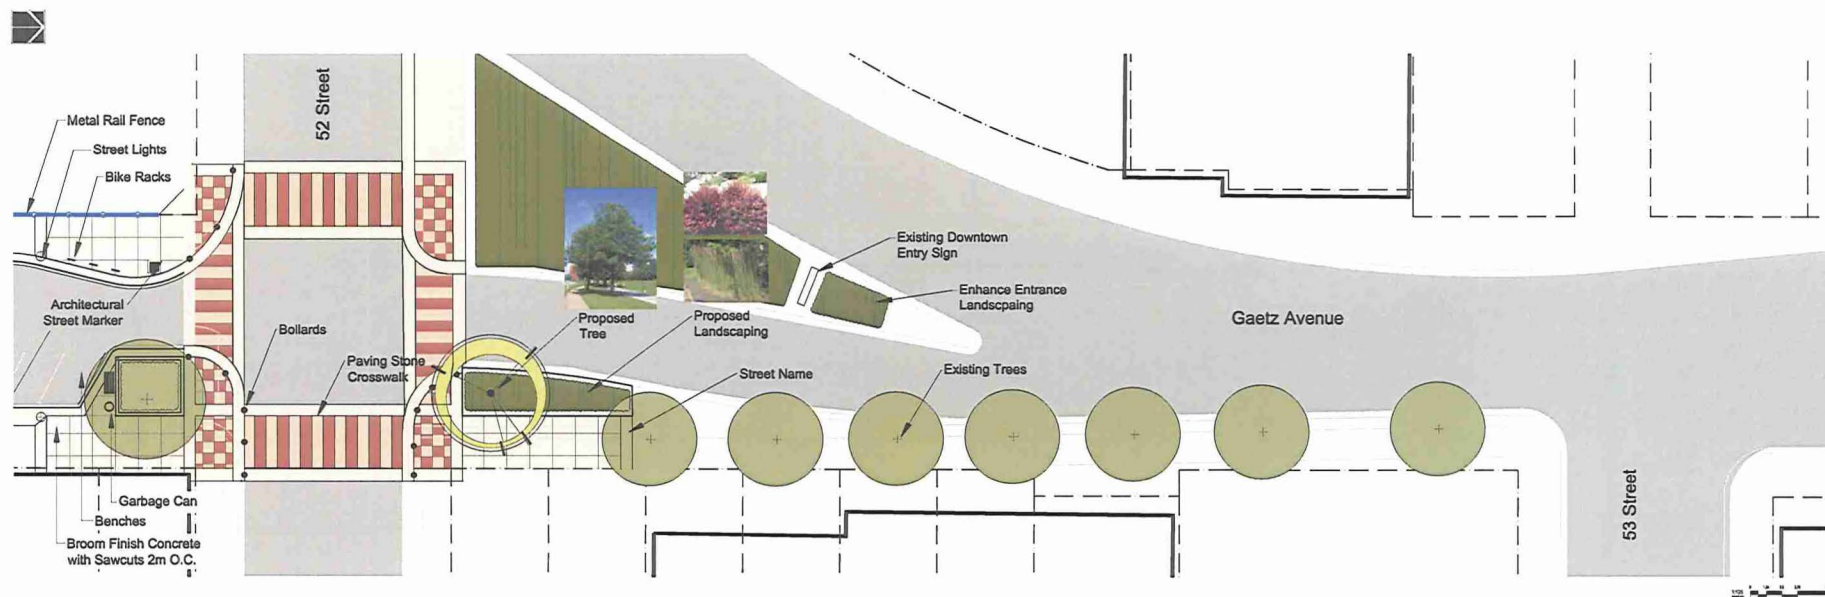 52 Street
Metal Rail Fence
Street Lights
Bike Racks
Existing Downtown
Entry Sign
Enhance Entrance
Landscpaing
Architectural
Street Marker
Bollards
Proposed
Tree
Proposed
Landscaping
Gaetz Avenue
Paving Stone
Crosswalk
Street Name
Existing Trees
Garbage Can
Benches
Broom Finish Concrete
with Sawcuts 2m O.C.
53 Street